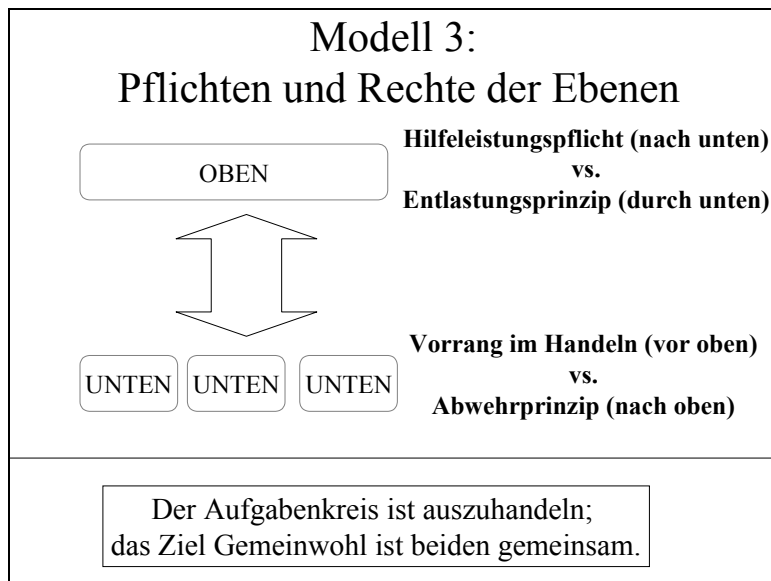 Modell 3:
Pflichten und Rechte der Ebenen
OBEN
Hilfeleistungspflicht (nach unten)
vs.
Entlastungsprinzip (durch unten)
UNTEN UNTEN UNTEN
Vorrang im Handeln (vor oben)
vs.
Abwehrprinzip (nach oben)
Der Aufgabenkreis ist auszuhandeln;
das Ziel Gemeinwohl ist beiden gemeinsam.